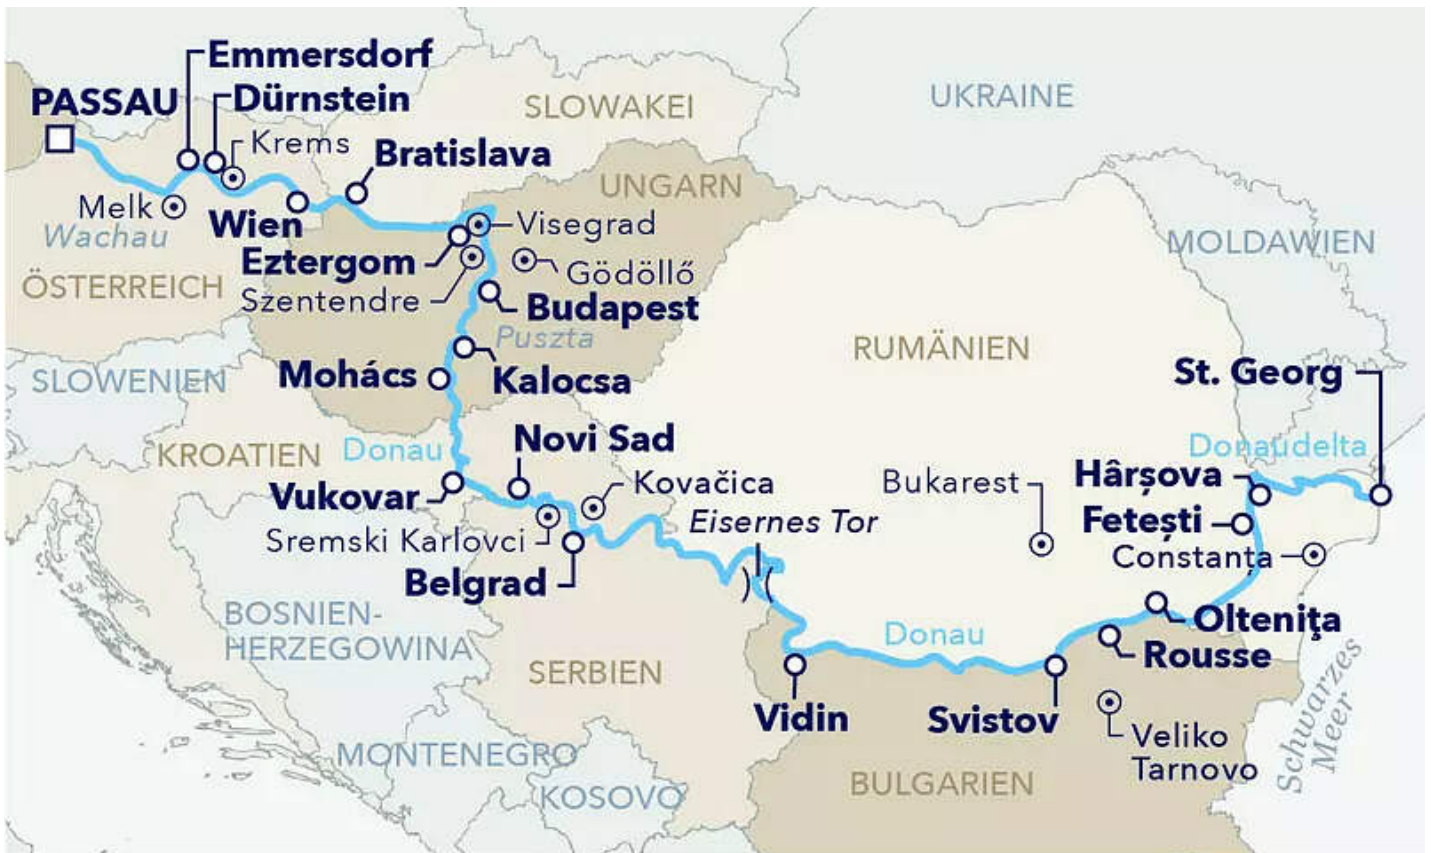 Emmersdorf
PASSAU
Dürnstein
SLOWAKEI
UKRAINE
Krems
Bratislava
UNGARN
Melk
Wachau
Wien
Visegrad
MOLDAWIEN
Eztergom
Gödöllő
ÖSTERREICH
Szentendre
Budapest
Puszta
RUMÄNIEN
SLOWENIEN
Mohács
Kalocsa
St. Georg
KROATIEN
Donau
Novi Sad
Donaudelta
Vukovar
Kovačica
Bukarest
Hârșova
Sremski Karlovci
Eisernes Tor
Fetești
Constanța
Belgrad
BOSNIEN-
HERZEGOWINA
Donau
Oltenița
Rousse
SERBIEN
Vidin
Svistov
Schwarzes
Meer
MONTENEGRO
Veliko
Tarnovo
KOSOVO
BULGARIEN